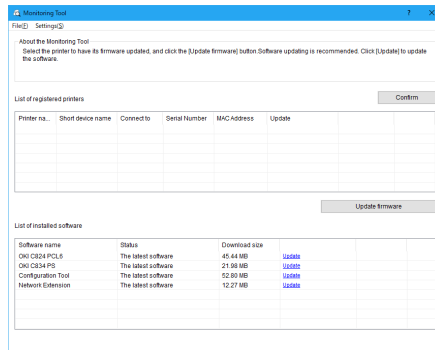 Monitoring Tool
? ×
File(F) Settings(S)
About the Monitoring Tool
Select the printer to have its firmware updated, and click the [Update firmware] button.Software updating is recommended. Click [Update] to update
the software.
List of registered printers
Confirm
Printer na... Short device name Connect to Serial Number MAC Address Update
Update firmware
List of installed software
Software name Status Download size
OKI C824 PCL6 The latest software 45.44 MB Update
OKI C834 PS The latest software 21.98 MB Update
Configuration Tool The latest software 52.80 MB Update
Network Extension The latest software 12.27 MB Update